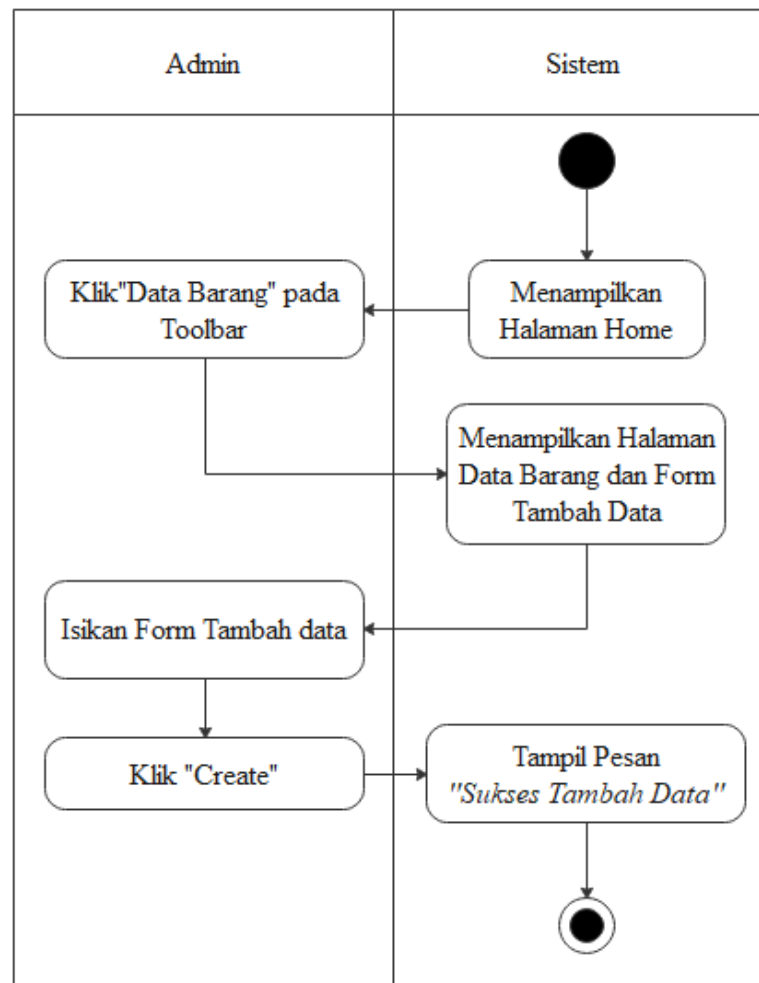 Admin
Sistem
Menampilkan
Halaman Home
Klik"Data Barang" pada
Toolbar
Menampilkan Halaman
Data Barang dan Form
Tambah Data
Isikan Form Tambah data
Klik "Create"
Tampil Pesan
"Sukses Tambah Data"